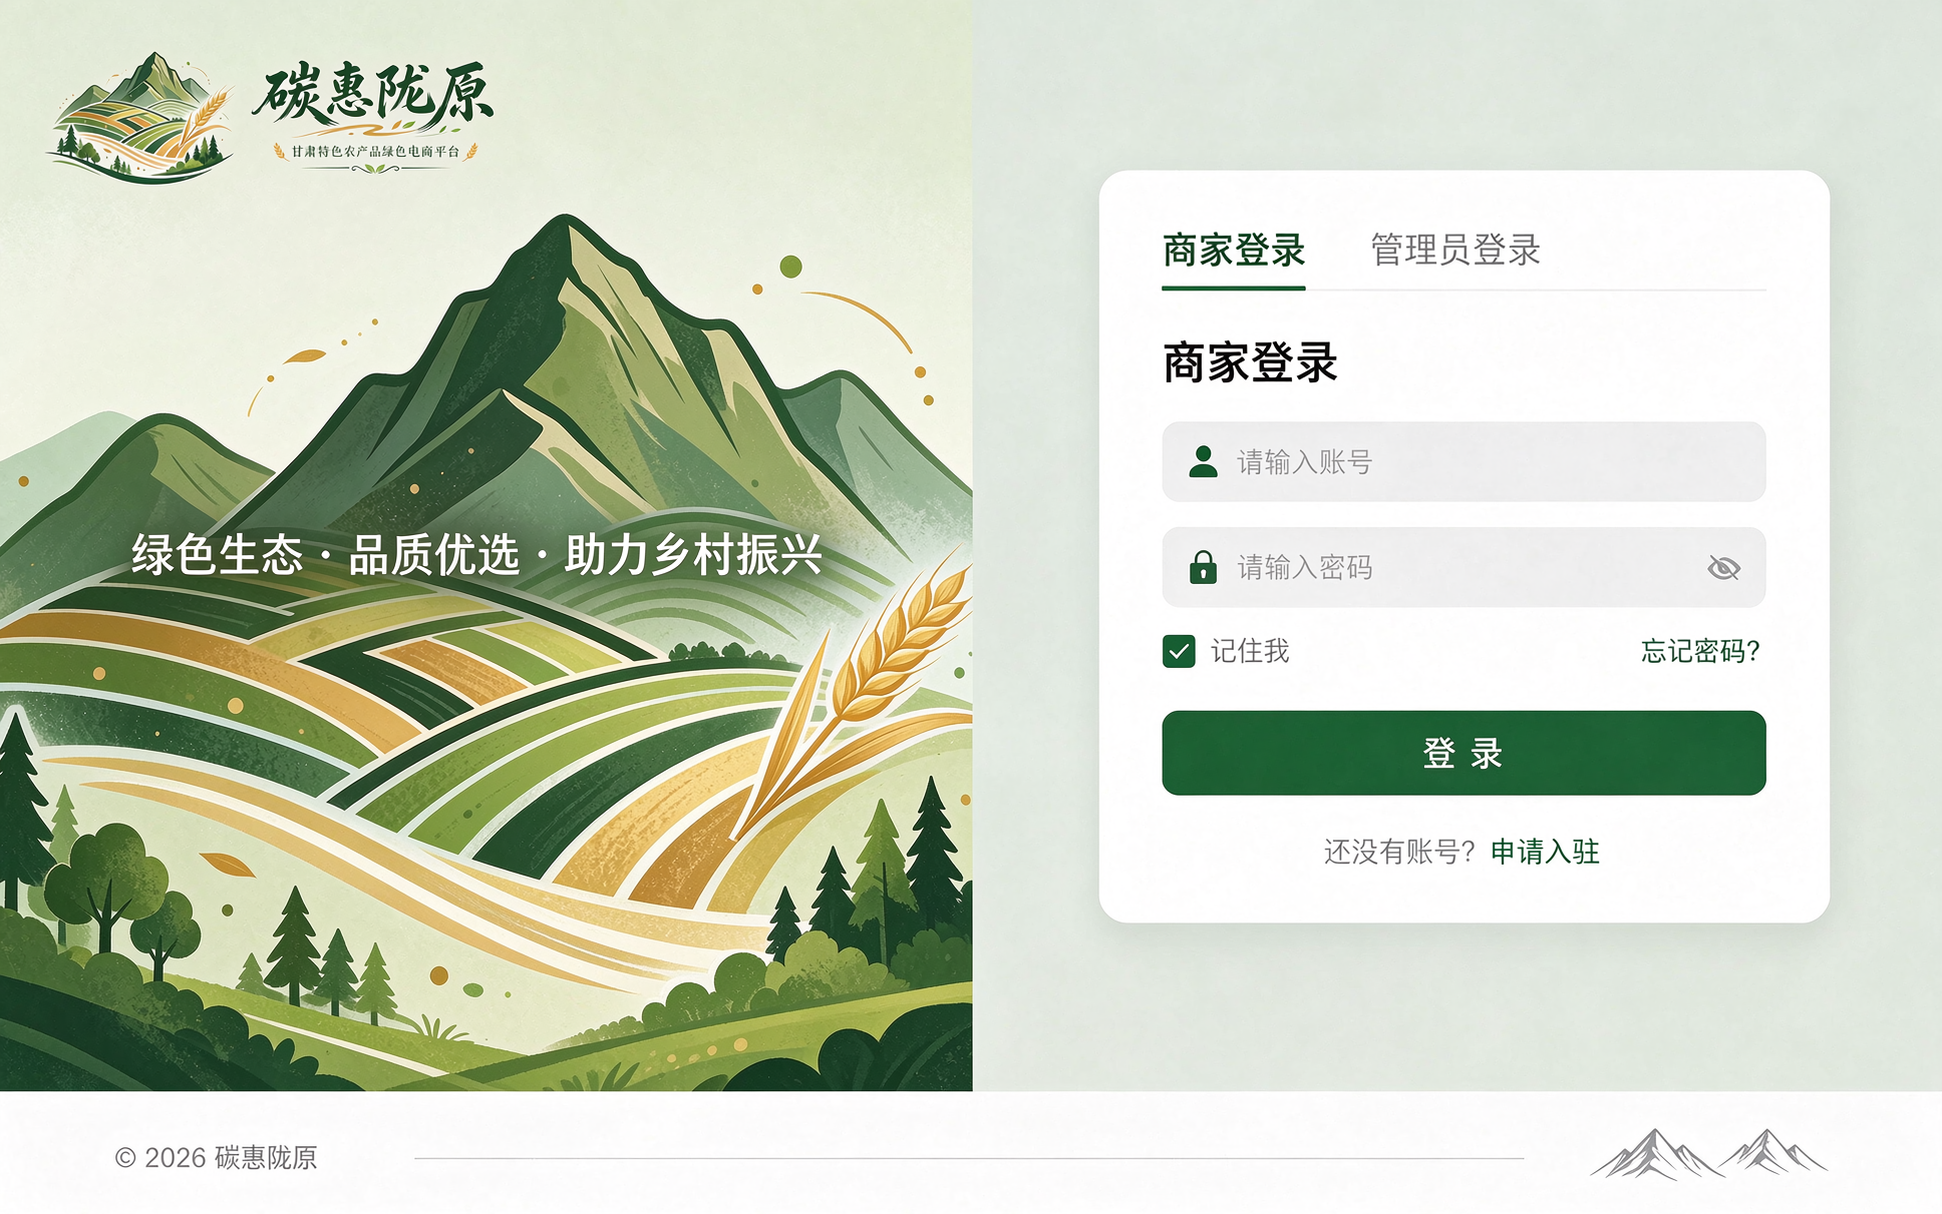 碳惠陇原
甘肃特色农产品绿色电商平台
绿色生态 · 品质优选 · 助力乡村振兴
商家登录 管理员登录
商家登录
请输入账号
请输入密码
记住我 忘记密码?
登 录
还没有账号? 申请入驻
© 2026 碳惠陇原